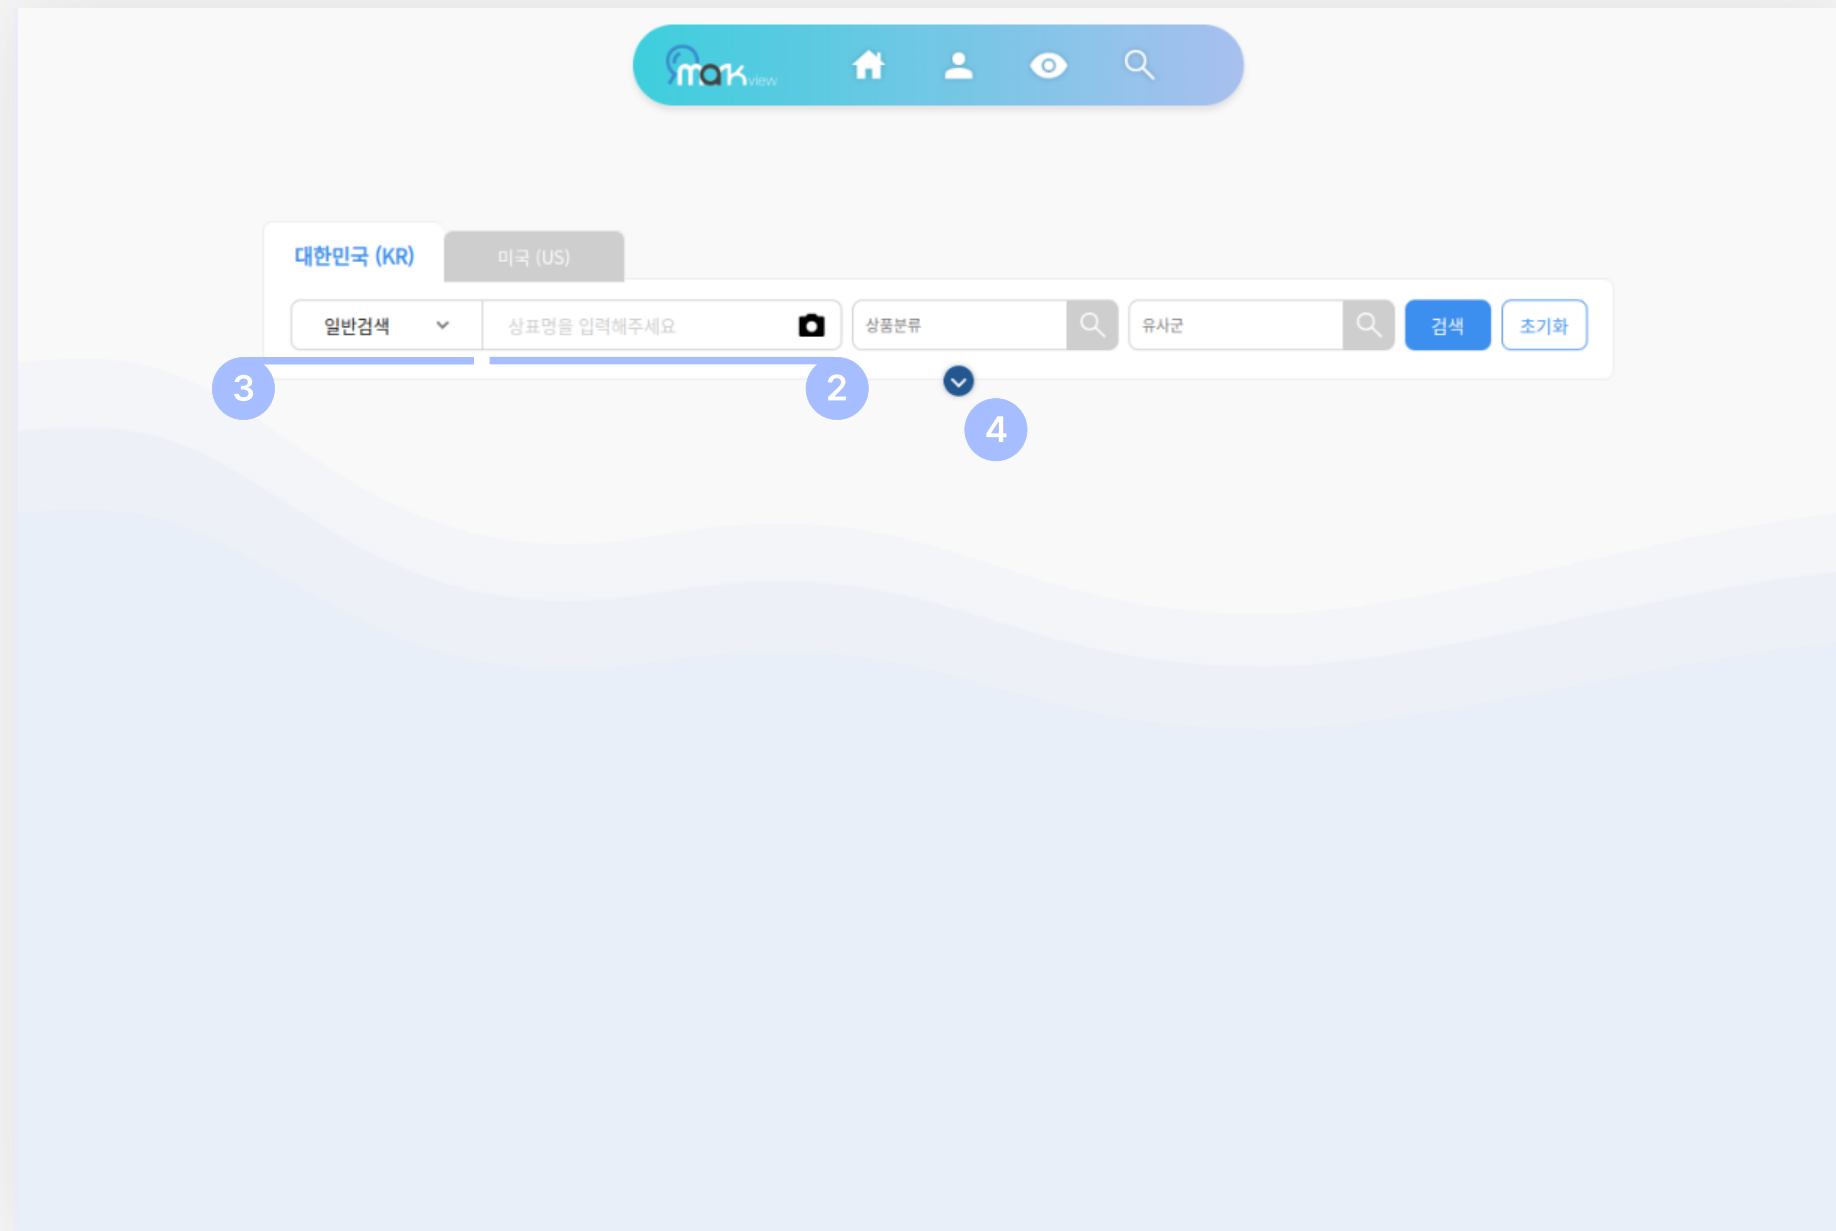 mark view
대한민국 (KR)
미국 (US)
일반검색
상표명을 입력해주세요
상품분류
유사군
검색
초기화
3
2
4